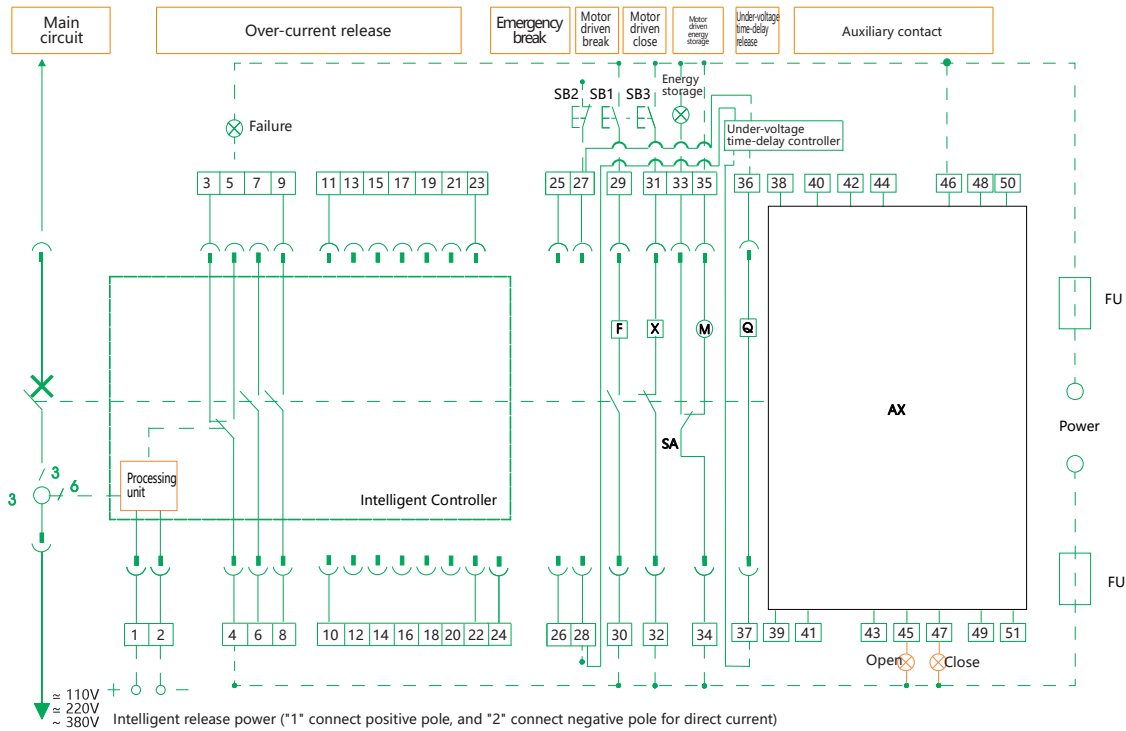 Main
circuit
Over-current release
Emergency
break
Motor
driven
break
Motor
driven
close
Motor
driven
energy
storage
Under-voltage
time-delay
release
Auxiliary contact
Energy
storage
SB2 SB1 SB3
Failure
Under-voltage
time-delay controller
3 5 7 9 11 13 15 17 19 21 23 25 27 29 31 33 35 36 38 40 42 44 46 48 50
FU
F X M Q
AX
Power
SA
3
6
3
Processing
unit
Intelligent Controller
FU
1 2 4 6 8 10 12 14 16 18 20 22 24 26 28 30 32 34 37 39 41 43 45 47 49 51
Open Close
+ −
≃ 110V
≃ 220V
~ 380V
Intelligent release power ("1" connect positive pole, and "2" connect negative pole for direct current)